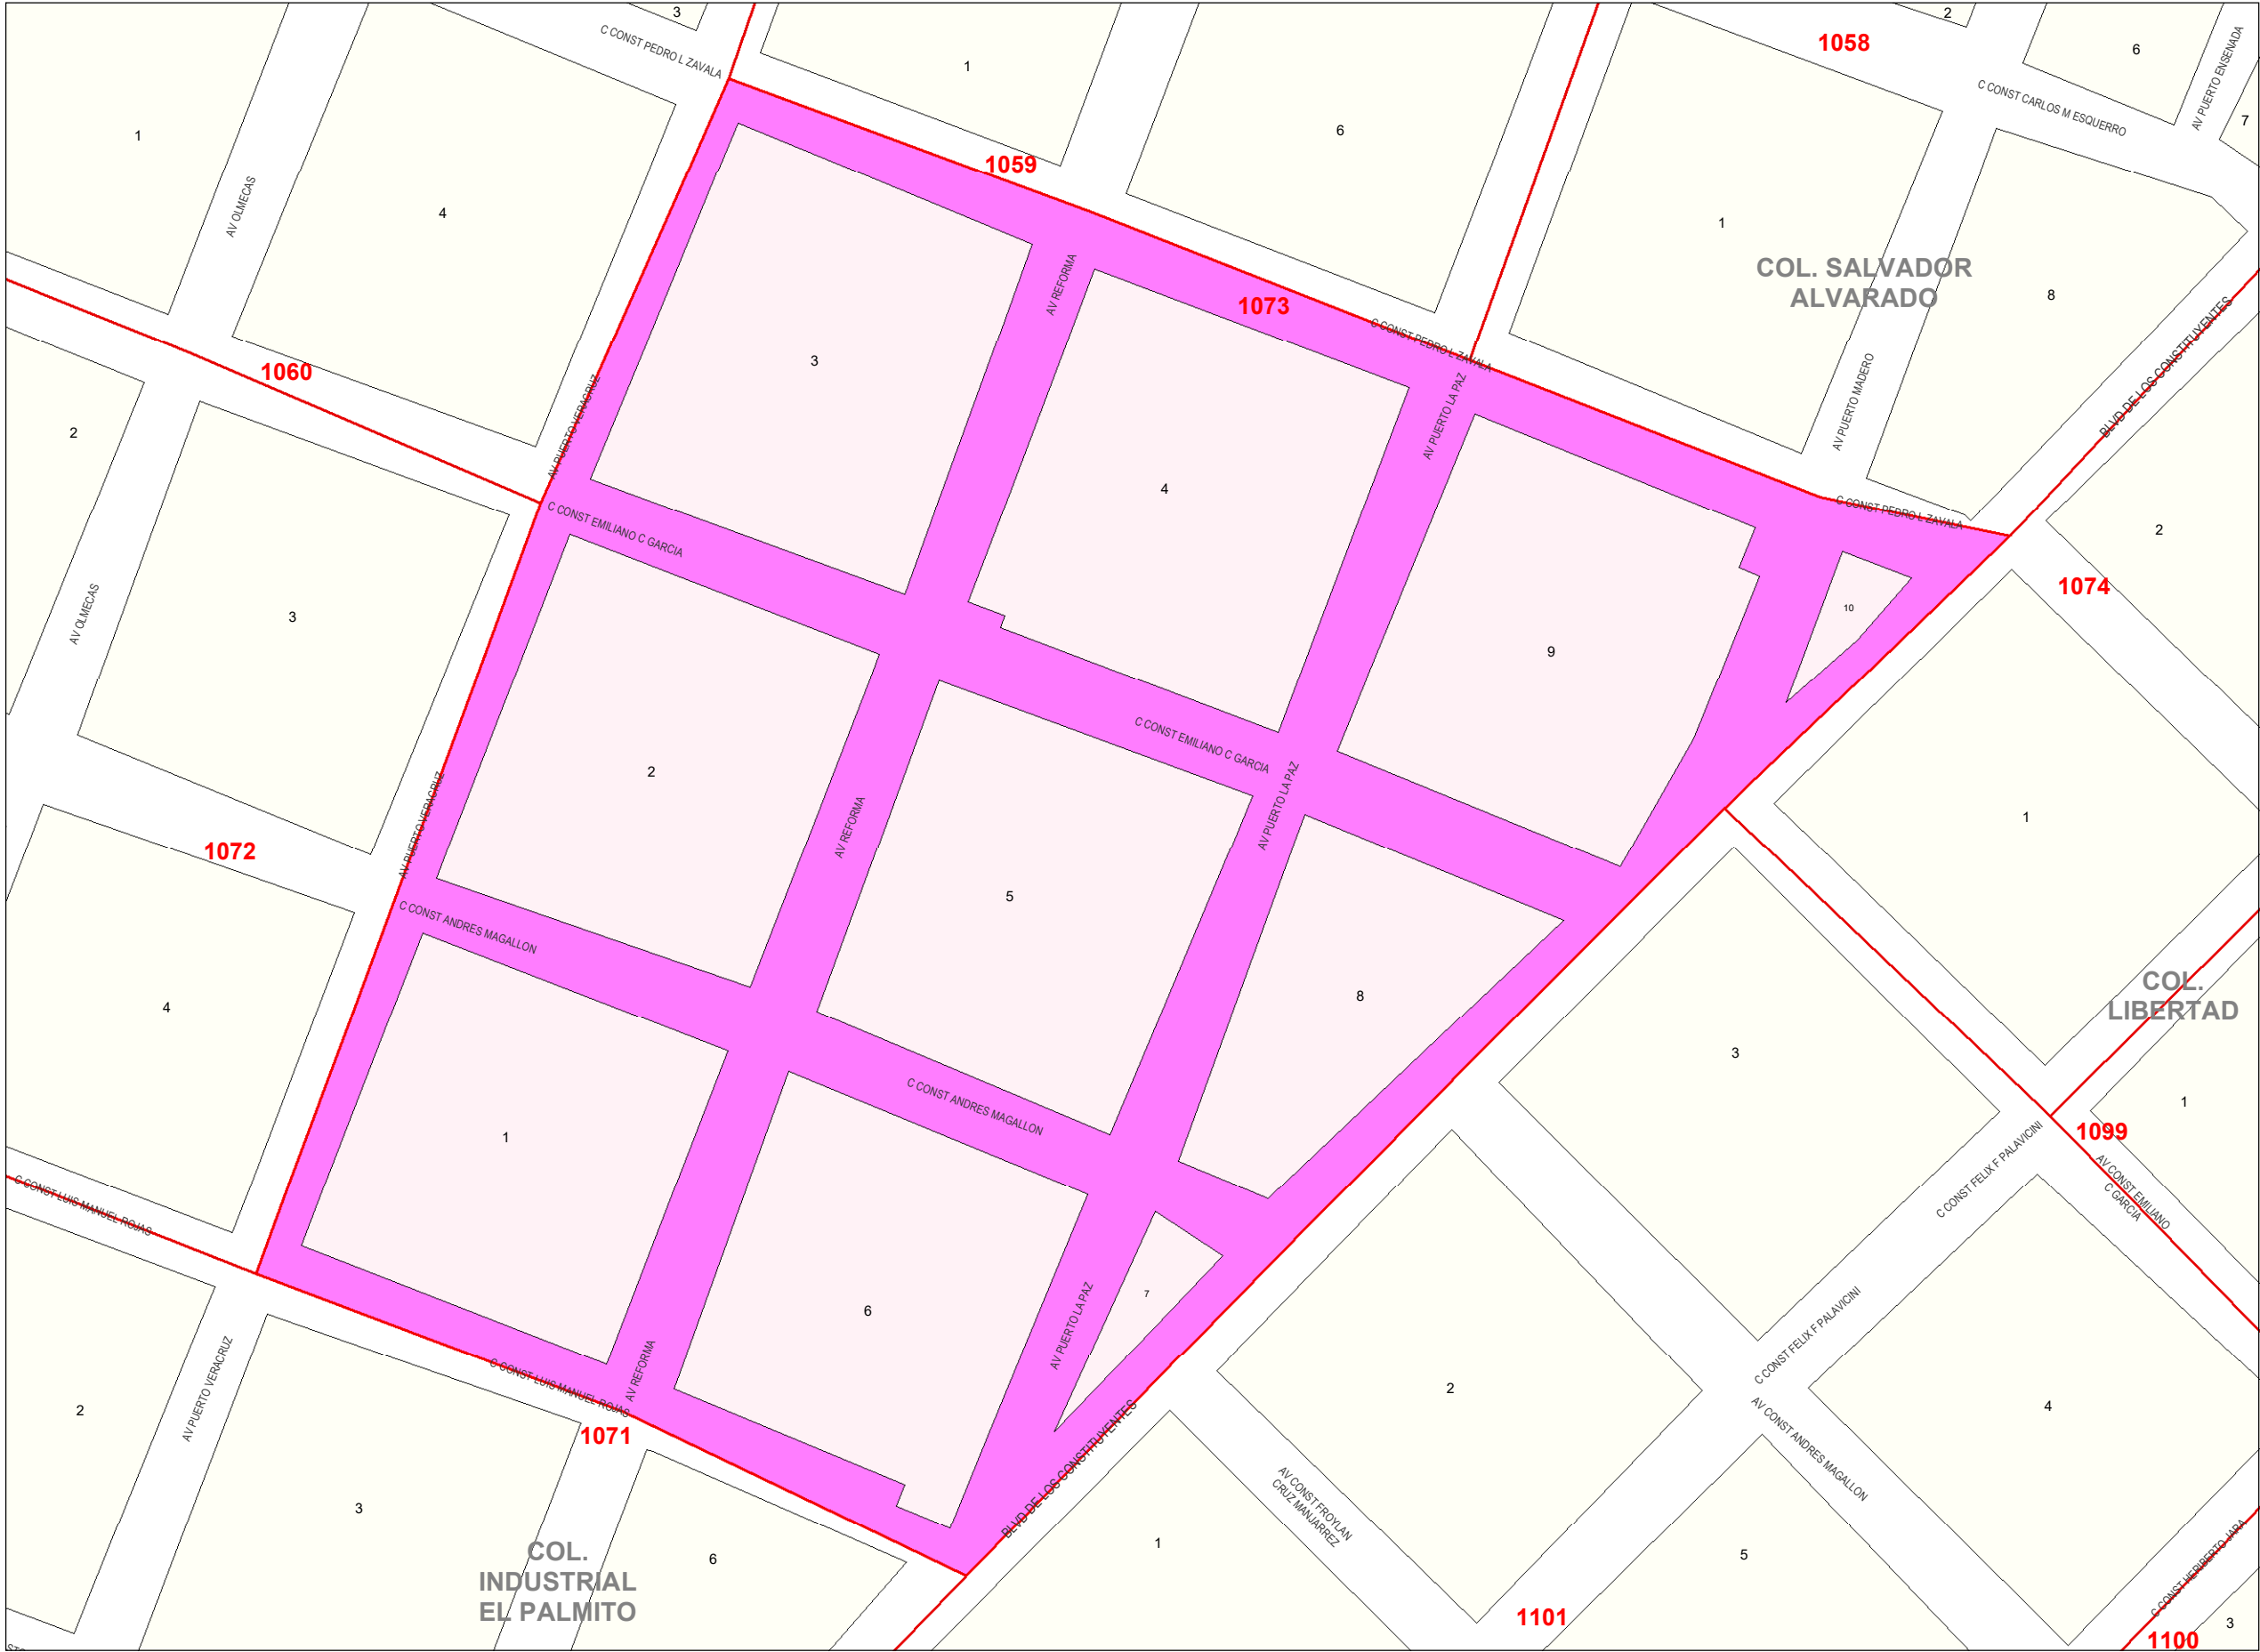 3
2
C CONST PEDRO L ZAVALA
1058
6
AV PUERTO ENSENADA
1
C CONST CARLOS M ESQUERRO
7
1
6
1059
AV OLMECAS
4
1
COL. SALVADOR
ALVARADO
8
AV REFORMA
1073
C CONST PEDRO L ZAVALA
BLVD DE LOS CONSTITUYENTES
3
1060
AV PUERTO VERACRUZ
AV PUERTO LA PAZ
AV PUERTO MADERO
2
4
C CONST PEDRO L ZAVALA
C CONST EMILIANO C GARCIA
2
1074
10
AV OLMECAS
3
9
C CONST EMILIANO C GARCIA
2
AV PUERTO VERACRUZ
AV REFORMA
AV PUERTO LA PAZ
1
1072
5
C CONST ANDRES MAGALLON
COL.
LIBERTAD
8
4
3
C CONST ANDRES MAGALLON
1
1
1099
C CONST FELIX F PALAVICINI
AV CONST EMILIANO
C GARCIA
C CONST LUIS MANUEL ROJAS
7
6
AV PUERTO LA PAZ
C CONST FELIX F PALAVICINI
AV PUERTO VERACRUZ
C CONST LUIS MANUEL ROJAS
AV REFORMA
2
2
4
1071
AV CONST ANDRES MAGALLON
BLVD DE LOS CONSTITUYENTES
3
AV CONST FROYLAN
CRUZ MANJARREZ
1
5
COL.
INDUSTRIAL
EL PALMITO
6
C CONST HERIBERTO JARA
1101
3
1100